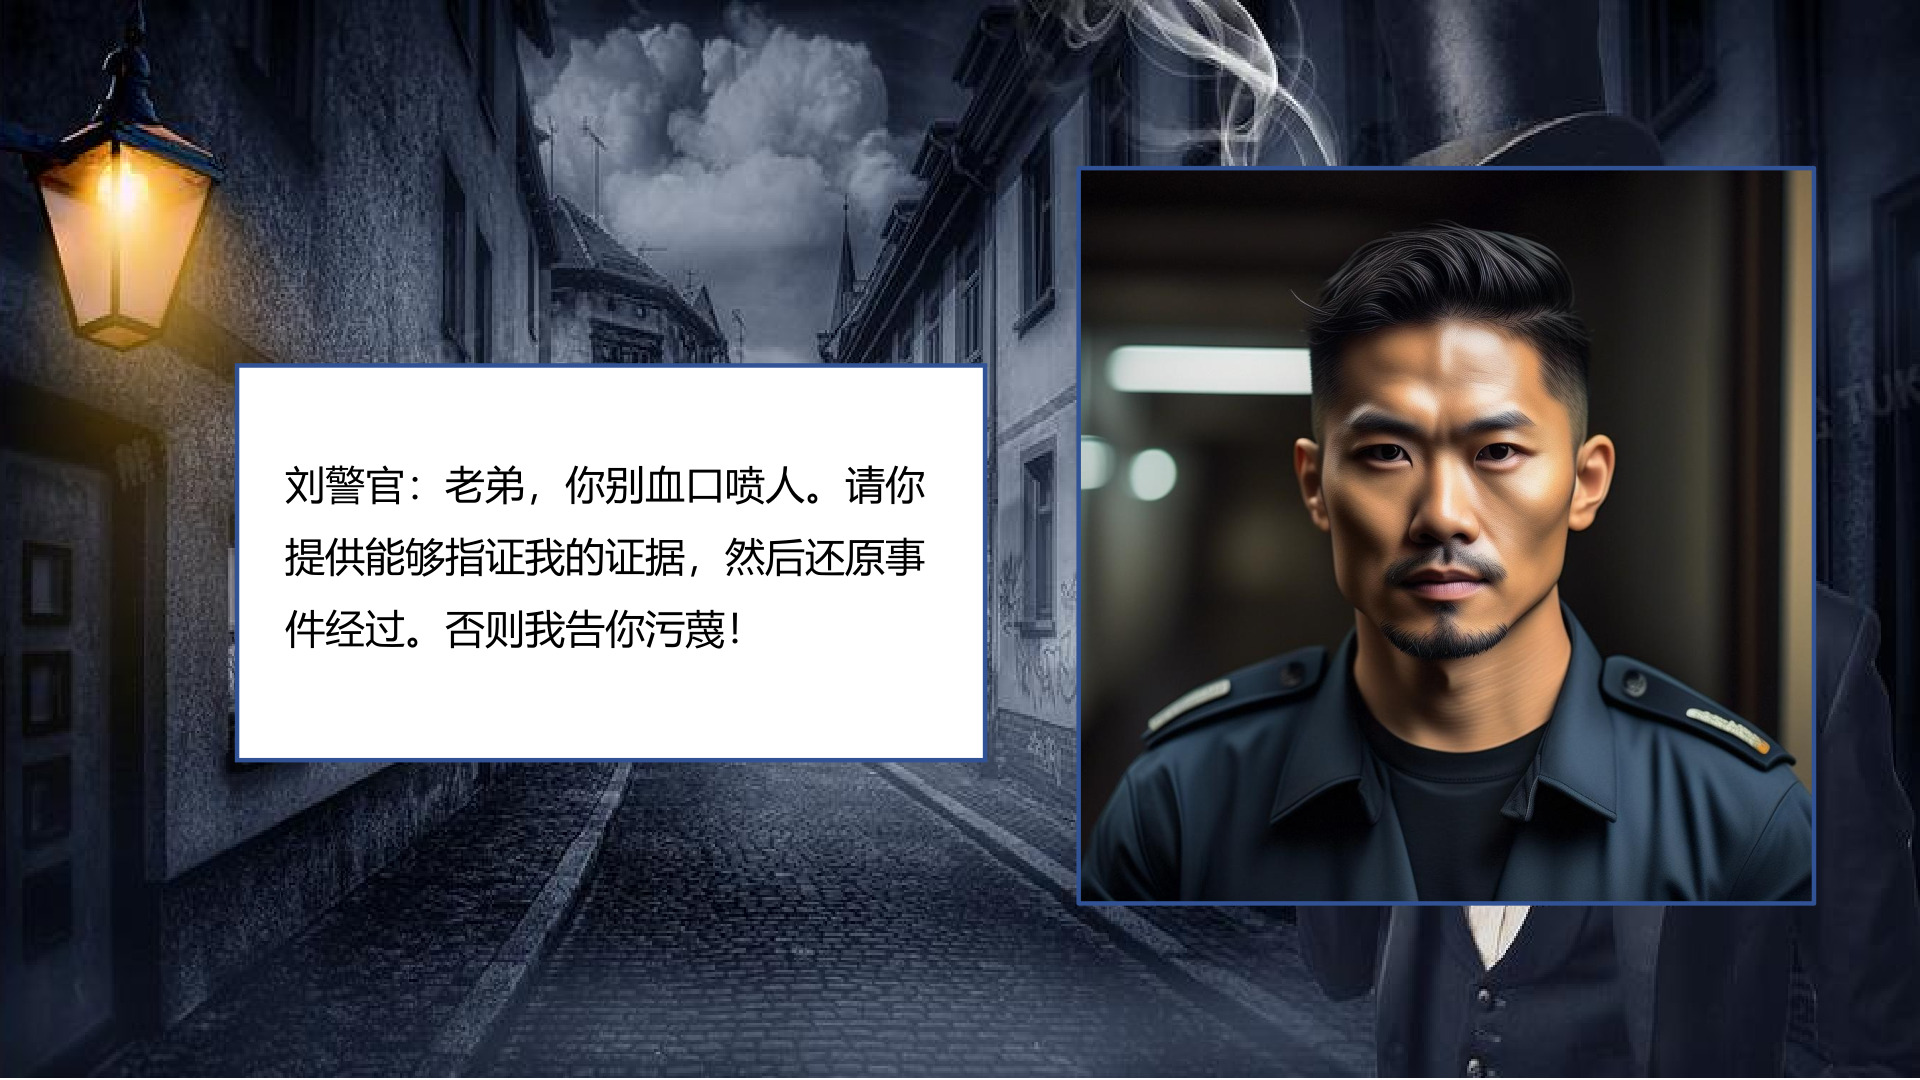 刘警官：老弟，你别血口喷人。请你
提供能够指证我的证据，然后还原事
件经过。否则我告你污蔑！